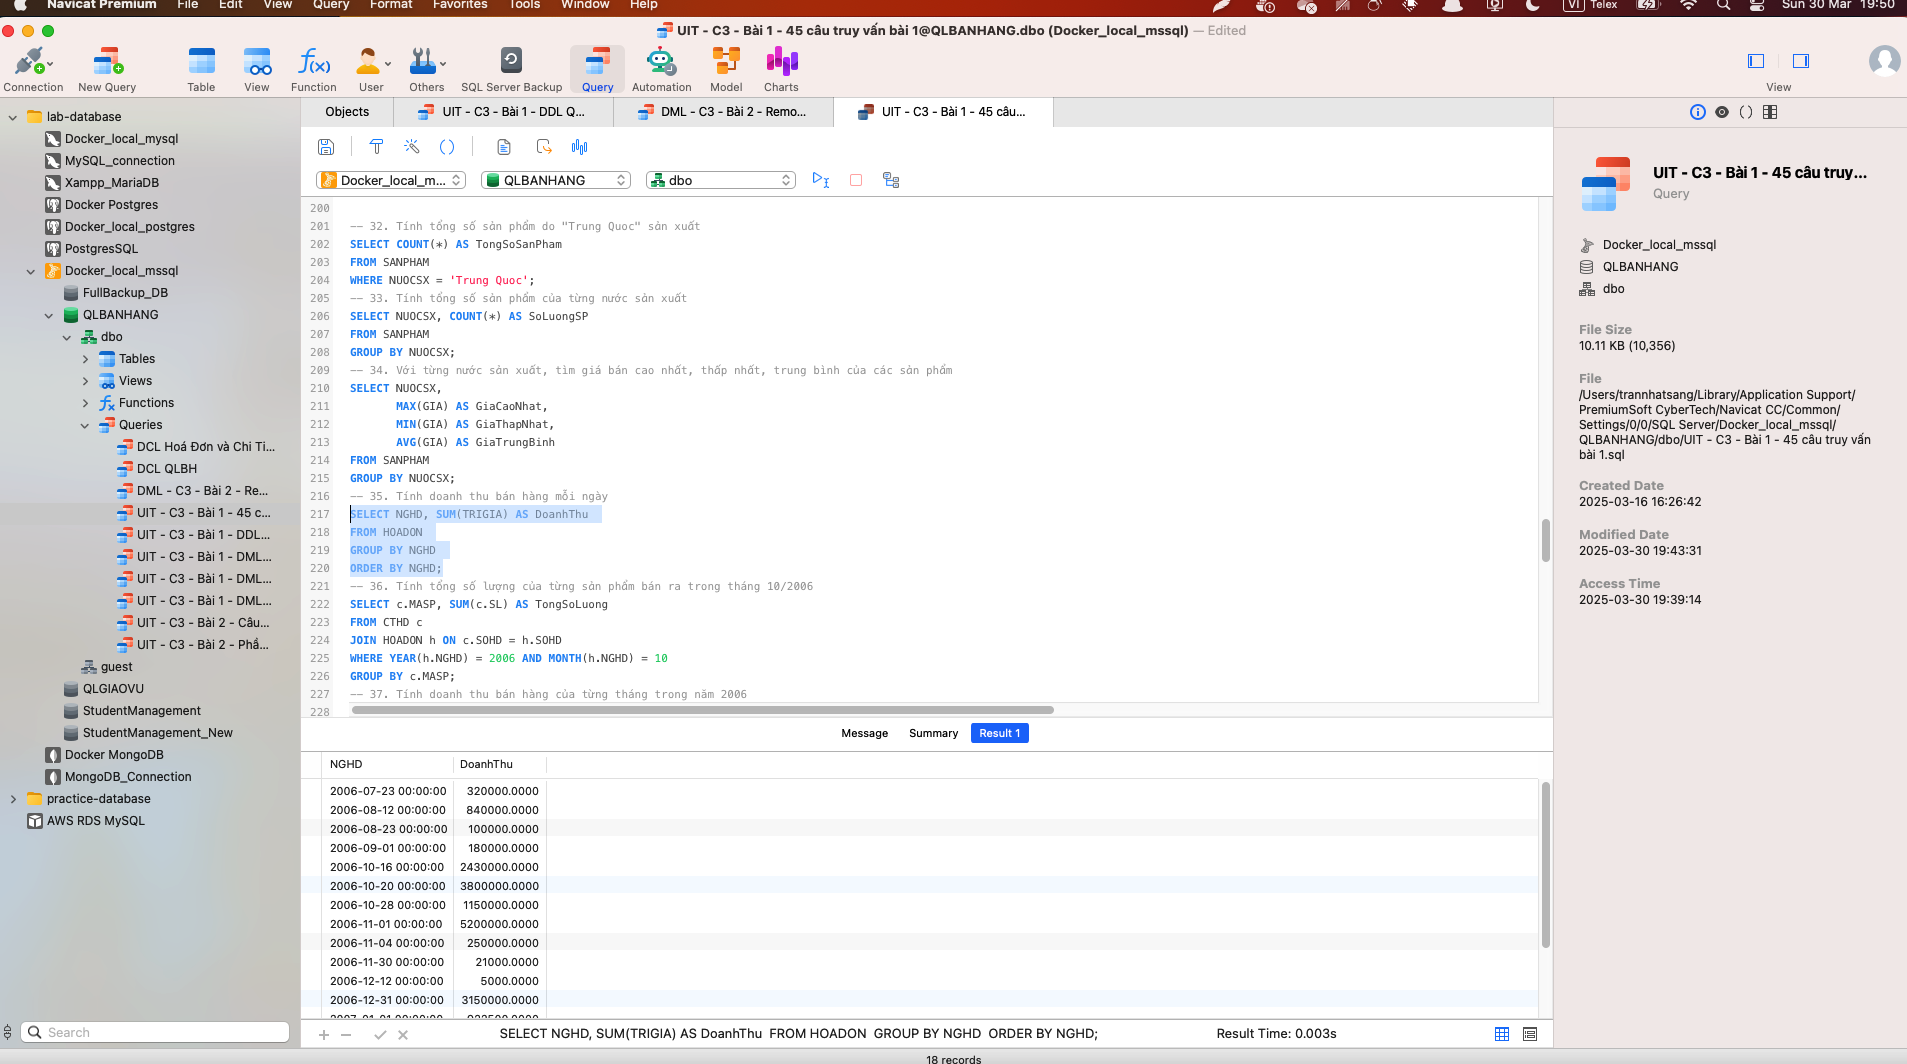 Navicat Premium File Edit View Query Format Favorites Tools Window Help VI Telex Sun 30 Mar 19:50
UIT - C3 - Bài 1 - 45 câu truy vấn bài 1@QLBANHANG.dbo (Docker_local_mssql) — Edited
Connection New Query Table View Function User Others SQL Server Backup Query Automation Model Charts View
Objects UIT - C3 - Bài 1 - DDL Q... DML - C3 - Bài 2 - Remo... UIT - C3 - Bài 1 - 45 câu...
Docker_local_m... QLBANHANG dbo
lab-database
Docker_local_mysql
MySQL_connection
Xampp_MariaDB
Docker Postgres
Docker_local_postgres
PostgresSQL
Docker_local_mssql
FullBackup_DB
QLBANHANG
dbo
Tables
Views
Functions
Queries
DCL Hoá Đơn và Chi Ti...
DCL QLBH
DML - C3 - Bài 2 - Re...
UIT - C3 - Bài 1 - 45 c...
UIT - C3 - Bài 1 - DDL...
UIT - C3 - Bài 1 - DML...
UIT - C3 - Bài 1 - DML...
UIT - C3 - Bài 1 - DML...
UIT - C3 - Bài 2 - Câu...
UIT - C3 - Bài 2 - Phầ...
guest
QLGIAOVU
StudentManagement
StudentManagement_New
Docker MongoDB
MongoDB_Connection
practice-database
AWS RDS MySQL
Search
200
201 -- 32. Tính tổng số sản phẩm do "Trung Quoc" sản xuất
202 SELECT COUNT(*) AS TongSoSanPham
203 FROM SANPHAM
204 WHERE NUOCSX = 'Trung Quoc';
205 -- 33. Tính tổng số sản phẩm của từng nước sản xuất
206 SELECT NUOCSX, COUNT(*) AS SoLuongSP
207 FROM SANPHAM
208 GROUP BY NUOCSX;
209 -- 34. Với từng nước sản xuất, tìm giá bán cao nhất, thấp nhất, trung bình của các sản phẩm
210 SELECT NUOCSX,
211 MAX(GIA) AS GiaCaoNhat,
212 MIN(GIA) AS GiaThapNhat,
213 AVG(GIA) AS GiaTrungBinh
214 FROM SANPHAM
215 GROUP BY NUOCSX;
216 -- 35. Tính doanh thu bán hàng mỗi ngày
217 SELECT NGHD, SUM(TRIGIA) AS DoanhThu
218 FROM HOADON
219 GROUP BY NGHD
220 ORDER BY NGHD;
221 -- 36. Tính tổng số lượng của từng sản phẩm bán ra trong tháng 10/2006
222 SELECT c.MASP, SUM(c.SL) AS TongSoLuong
223 FROM CTHD c
224 JOIN HOADON h ON c.SOHD = h.SOHD
225 WHERE YEAR(h.NGHD) = 2006 AND MONTH(h.NGHD) = 10
226 GROUP BY c.MASP;
227 -- 37. Tính doanh thu bán hàng của từng tháng trong năm 2006
228
Message Summary Result 1
NGHD DoanhThu
2006-07-23 00:00:00 320000.0000
2006-08-12 00:00:00 840000.0000
2006-08-23 00:00:00 100000.0000
2006-09-01 00:00:00 180000.0000
2006-10-16 00:00:00 2430000.0000
2006-10-20 00:00:00 3800000.0000
2006-10-28 00:00:00 1150000.0000
2006-11-01 00:00:00 5200000.0000
2006-11-04 00:00:00 250000.0000
2006-11-30 00:00:00 21000.0000
2006-12-12 00:00:00 5000.0000
2006-12-31 00:00:00 3150000.0000
SELECT NGHD, SUM(TRIGIA) AS DoanhThu FROM HOADON GROUP BY NGHD ORDER BY NGHD; Result Time: 0.003s
18 records
UIT - C3 - Bài 1 - 45 câu truy...
Query
Docker_local_mssql
QLBANHANG
dbo
File Size
10.11 KB (10,356)
File
/Users/trannhatsang/Library/Application Support/
PremiumSoft CyberTech/Navicat CC/Common/
Settings/0/0/SQL Server/Docker_local_mssql/
QLBANHANG/dbo/UIT - C3 - Bài 1 - 45 câu truy vấn
bài 1.sql
Created Date
2025-03-16 16:26:42
Modified Date
2025-03-30 19:43:31
Access Time
2025-03-30 19:39:14